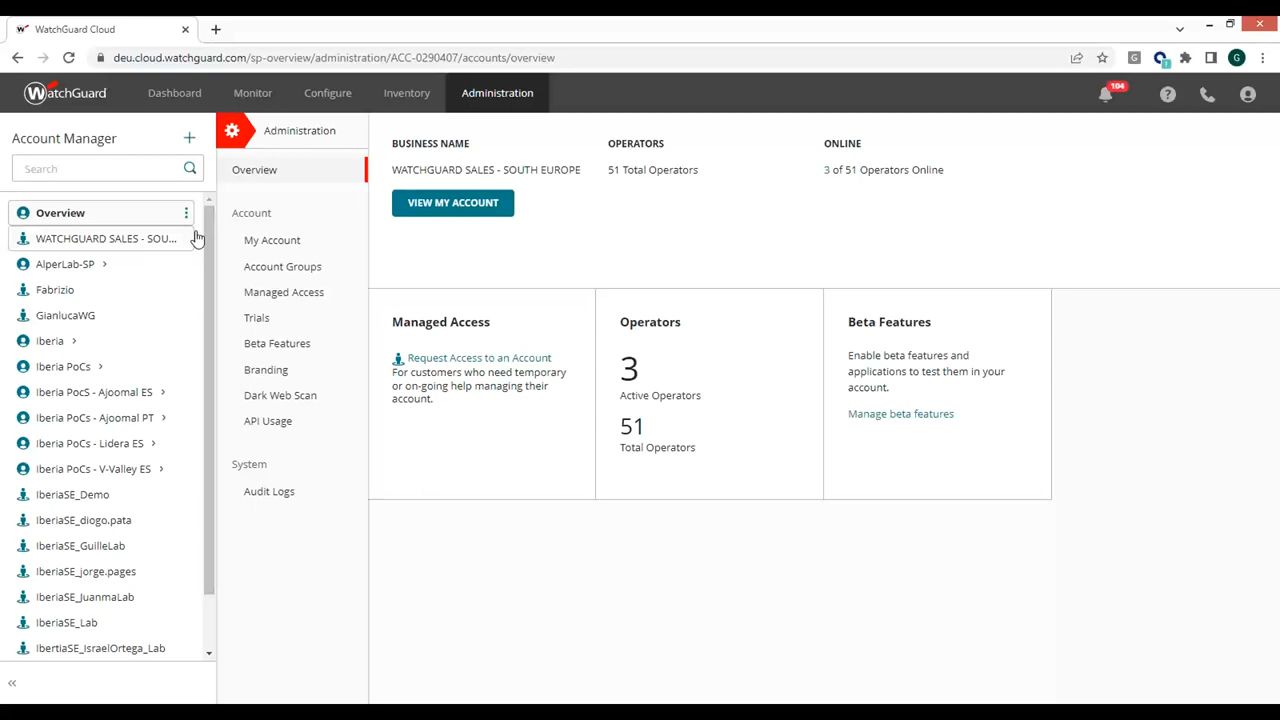 WatchGuard Cloud
deu.cloud.watchguard.com/sp-overview/administration/ACC-0290407/accounts/overview
G
WatchGuard
Dashboard
Monitor
Configure
Inventory
Administration
104
Account Manager
Search
Overview
WATCHGUARD SALES - SOU...
AlperLab-SP
Fabrizio
GianlucaWG
Iberia
Iberia PoCs
Iberia PocS - Ajoomal ES
Iberia PoCs - Ajoomal PT
Iberia PoCs - Lidera ES
Iberia PoCs - V-Valley ES
IberiaSE_Demo
IberiaSE_diogo.pata
IberiaSE_GuilleLab
IberiaSE_jorge.pages
IberiaSE_JuanmaLab
IberiaSE_Lab
IbertiaSE_IsraelOrtega_Lab
Administration
Overview
Account
My Account
Account Groups
Managed Access
Trials
Beta Features
Branding
Dark Web Scan
API Usage
System
Audit Logs
BUSINESS NAME
WATCHGUARD SALES - SOUTH EUROPE
VIEW MY ACCOUNT
OPERATORS
51 Total Operators
ONLINE
3 of 51 Operators Online
Managed Access
Request Access to an Account
For customers who need temporary
or on-going help managing their
account.
Operators
3
Active Operators
51
Total Operators
Beta Features
Enable beta features and
applications to test them in your
account.
Manage beta features